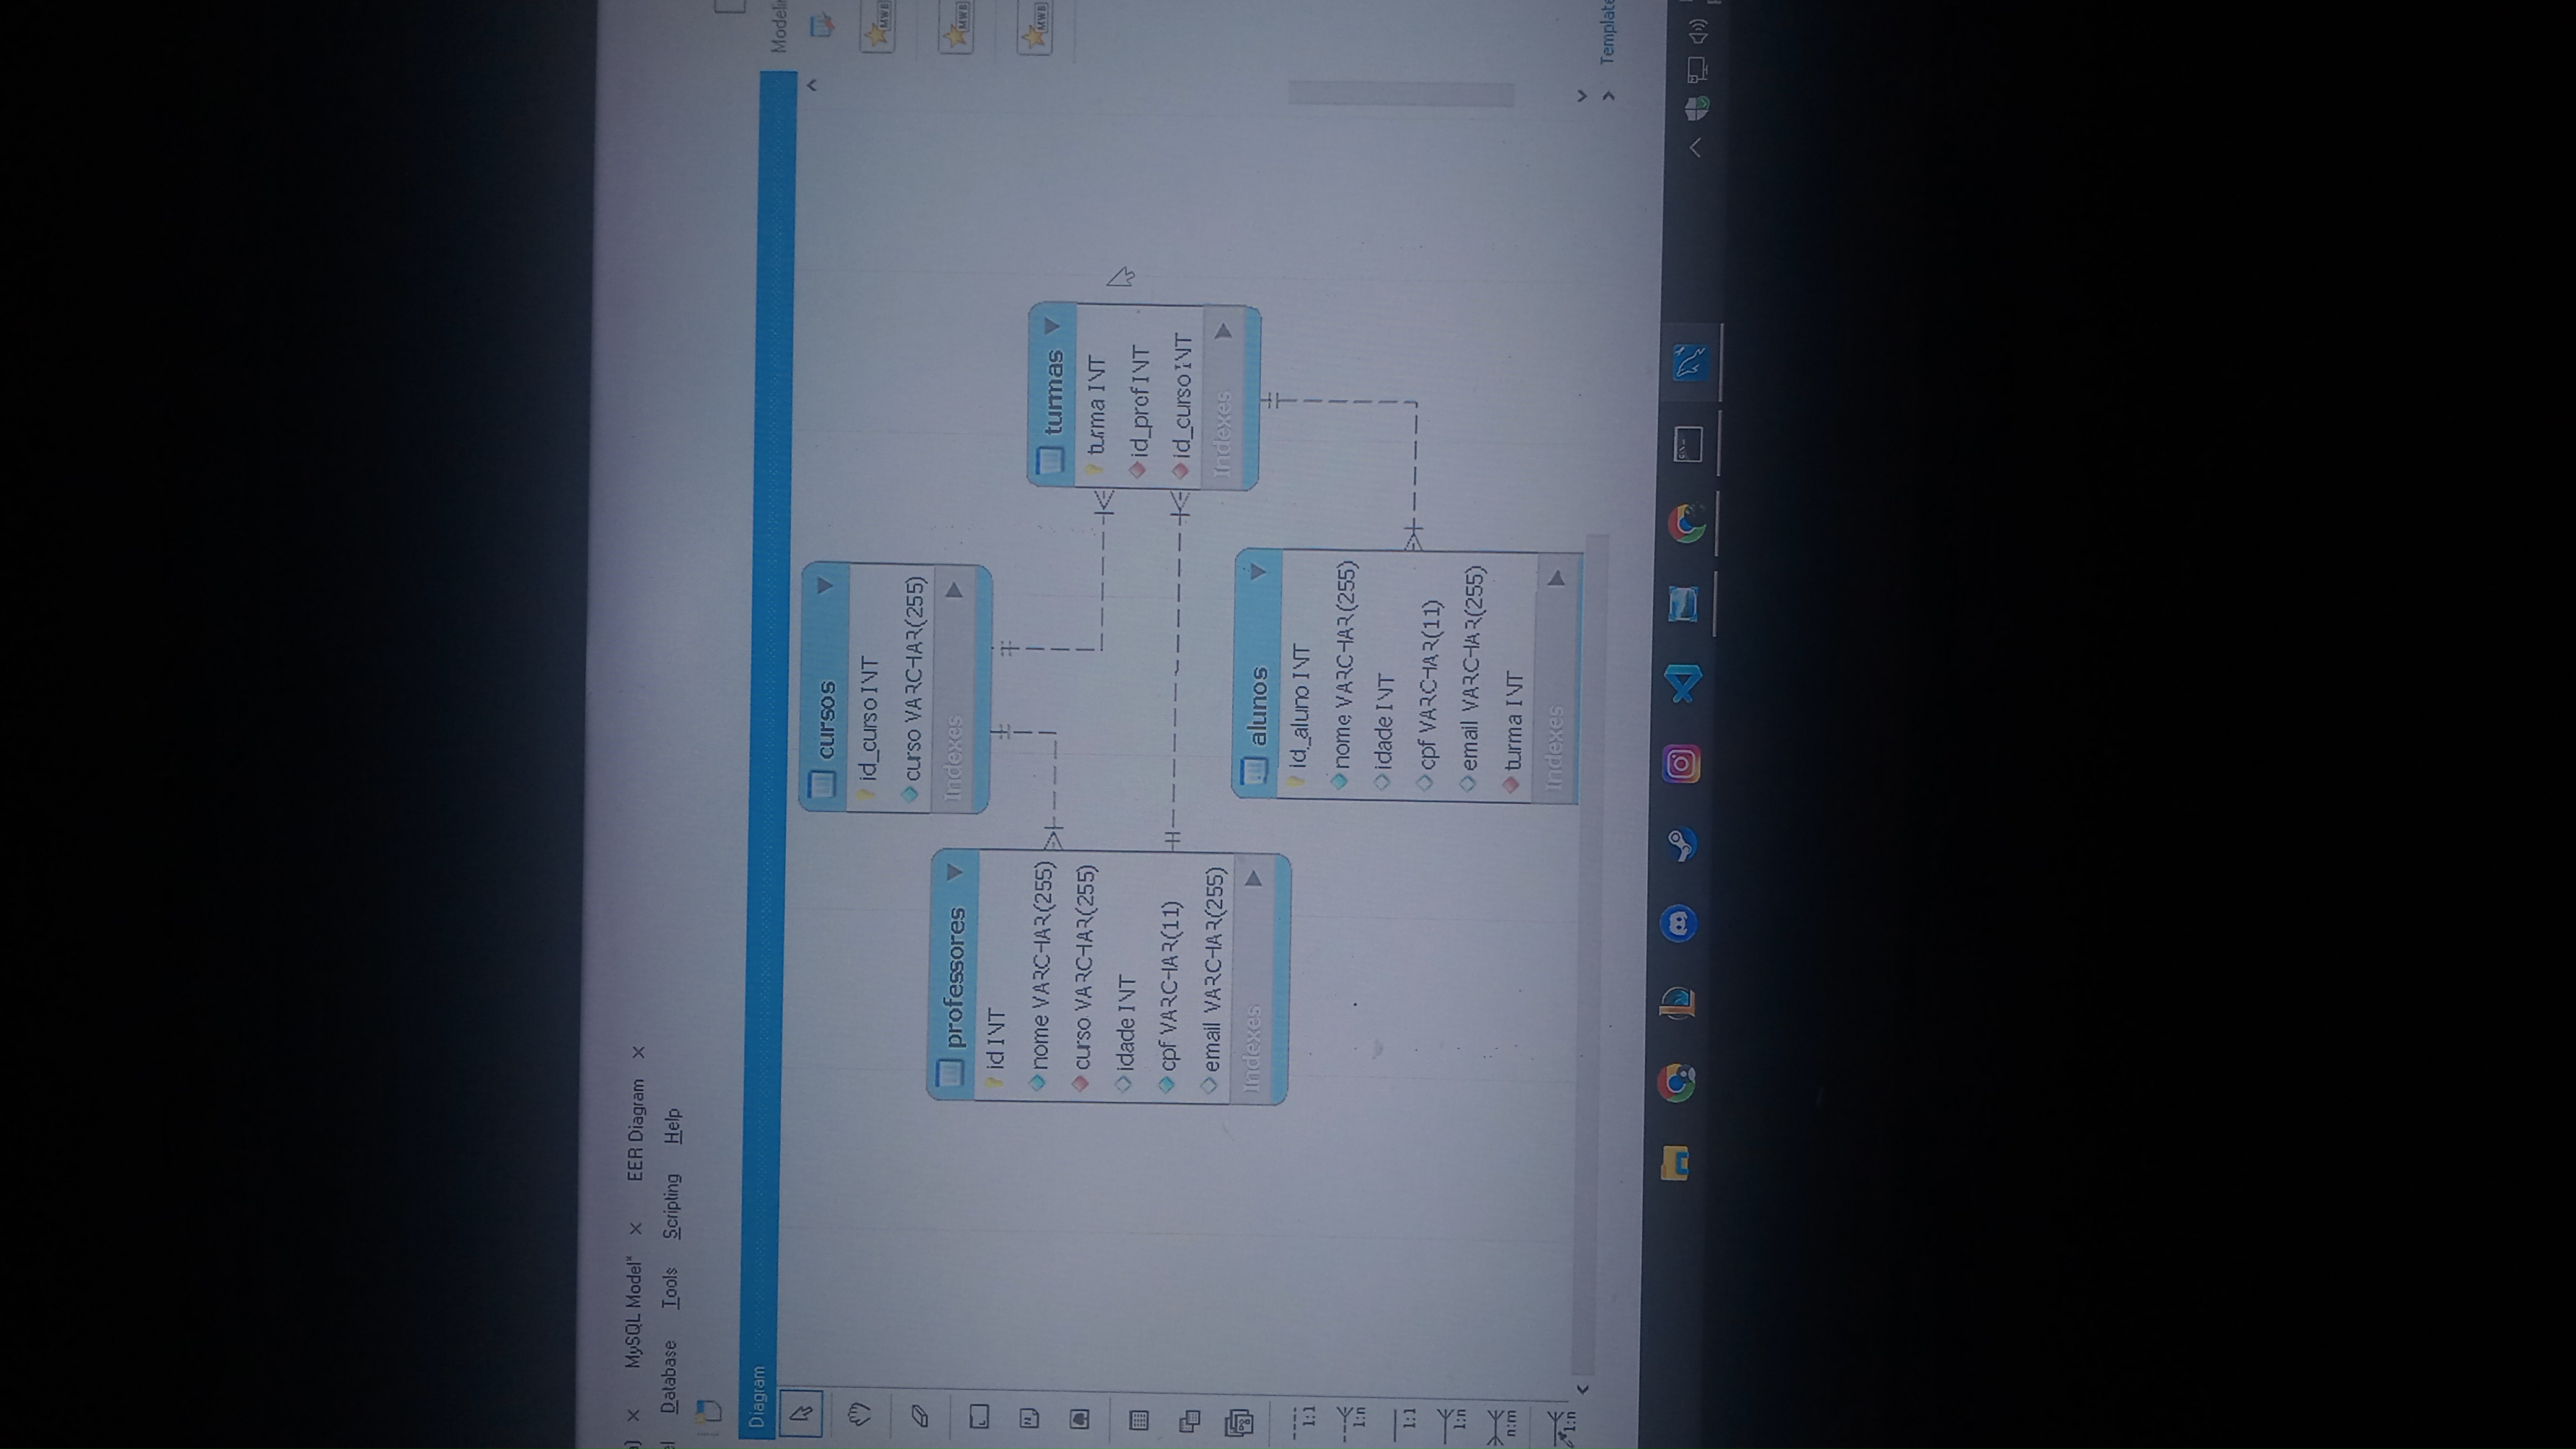 MySQL Model*
EER Diagram
Database Tools Scripting Help
Diagram
cursos
id_curso INT
curso VARCHAR(255)
Indexes
professores
id INT
nome VARCHAR(255)
curso VARCHAR(255)
idade INT
cpf VARCHAR(11)
email VARCHAR(255)
Indexes
turmas
turma INT
id_prof INT
id_curso INT
Indexes
alunos
id_aluno INT
nome VARCHAR(255)
idade INT
cpf VARCHAR(11)
email VARCHAR(255)
turma INT
Indexes
1:1
1:n
1:1
1:n
n:m
1:n
MWB
MWB
MWB